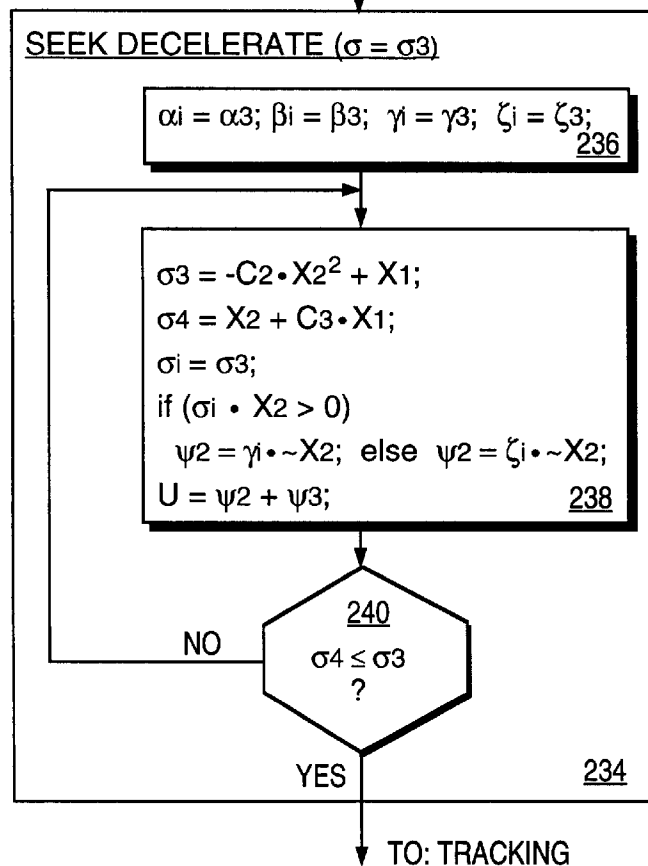 SEEK DECELERATE (σ = σ3)
αi = α3; βi = β3; γi = γ3; ζi = ζ3;
236
σ3 = -C2•X2² + X1;
σ4 = X2 + C3•X1;
σi = σ3;
if (σi • X2 > 0)
ψ2 = γi•~X2; else ψ2 = ζi•~X2;
U = ψ2 + ψ3;
238
240
σ4 ≤ σ3
?
NO
YES
234
TO: TRACKING